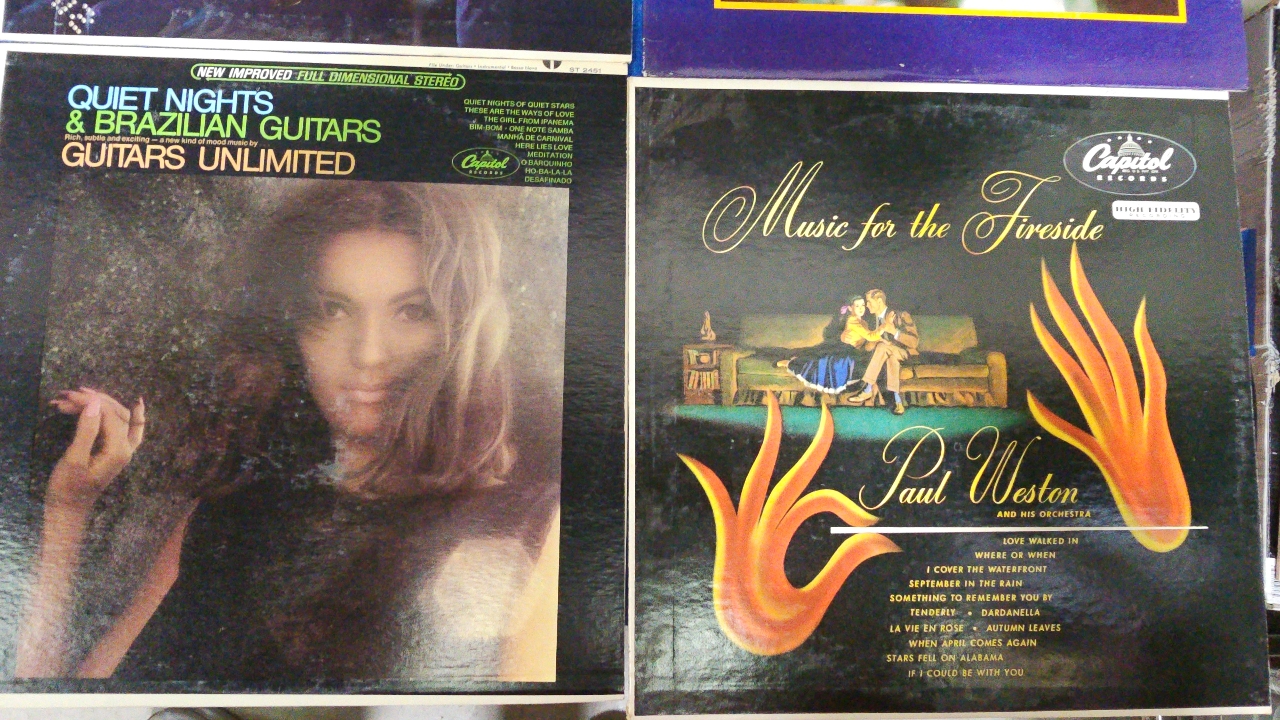 NEW IMPROVED FULL DIMENSIONAL STEREO
ST 2451
QUIET NIGHTS
& BRAZILIAN GUITARS
Rich, subtle and exciting — a new kind of mood music by
GUITARS UNLIMITED
QUIET NIGHTS OF QUIET STARS
THESE ARE THE WAYS OF LOVE
THE GIRL FROM IPANEMA
BIM-BOM · ONE NOTE SAMBA
MANHÃ DE CARNIVAL
HERE LIES LOVE
MEDITATION
O BARQUINHO
HO-BA-LA-LA
DESAFINADO
Capitol
RECORDS
Capitol
RECORDS
HIGH FIDELITY
RECORDING
Music for the Fireside
Paul Weston
AND HIS ORCHESTRA
LOVE WALKED IN
WHERE OR WHEN
I COVER THE WATERFRONT
SEPTEMBER IN THE RAIN
SOMETHING TO REMEMBER YOU BY
TENDERLY • DARDANELLA
LA VIE EN ROSE • AUTUMN LEAVES
WHEN APRIL COMES AGAIN
STARS FELL ON ALABAMA
IF I COULD BE WITH YOU